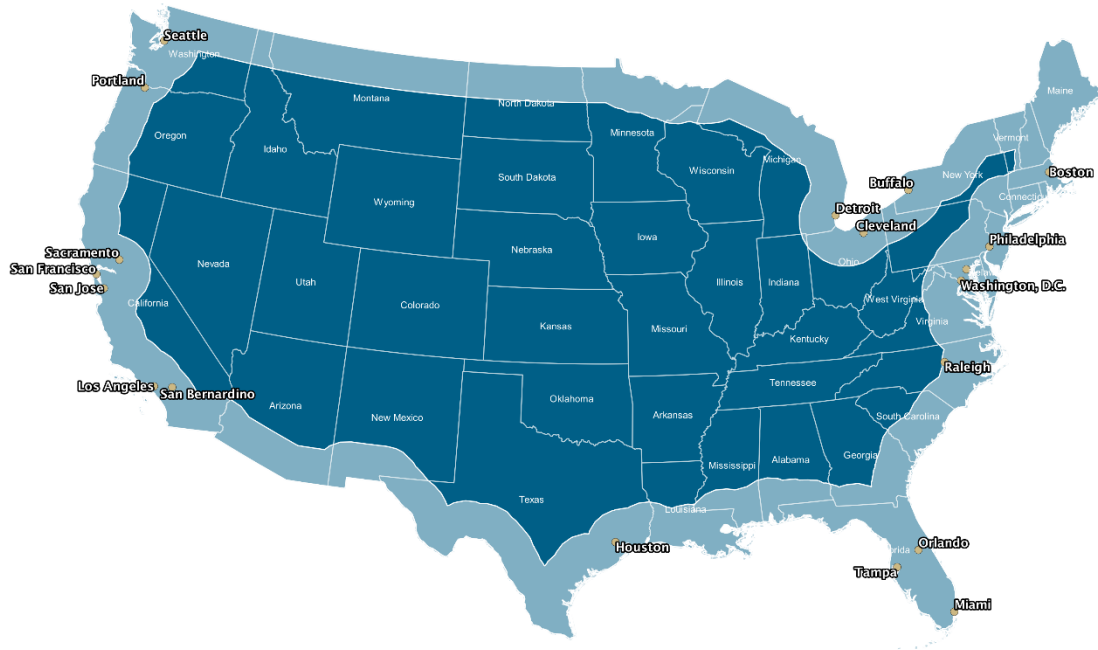 Seattle
Washington
Portland
Montana
North Dakota
Minnesota
Maine
Oregon
Idaho
Vermont
Wisconsin
Michigan
South Dakota
New York
Boston
Buffalo
Wyoming
Connectic
Detroit
Cleveland
Iowa
Philadelphia
Nebraska
Sacramento
Ohio
San Francisco
Nevada
Utah
Illinois
Indiana
Washington, D.C.
San Jose
California
Colorado
West Virginia
Virginia
Kansas
Missouri
Kentucky
Raleigh
Los Angeles
San Bernardino
Tennessee
Arizona
New Mexico
Oklahoma
Arkansas
South Carolina
Georgia
Alabama
Mississippi
Texas
Louisiana
Houston
Orlando
rida
Tampa
Miami